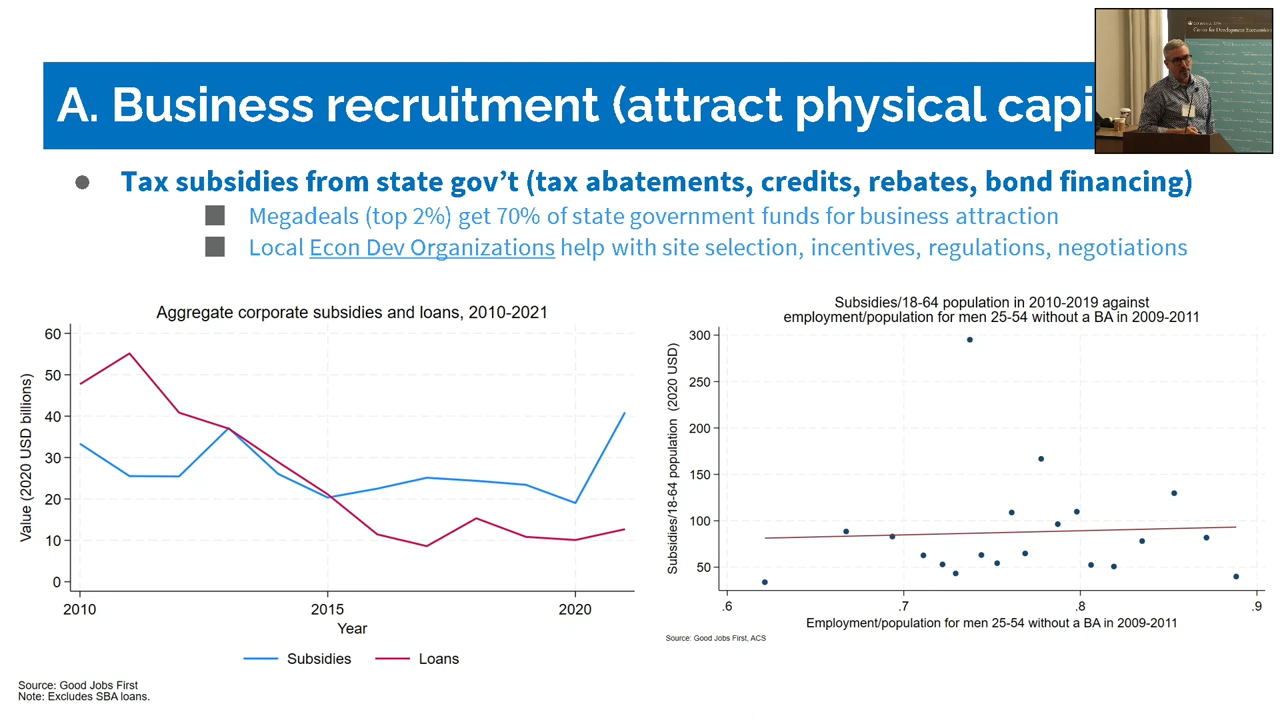 A. Business recruitment (attract physical capi
Center for Development Economics
● Tax subsidies from state gov't (tax abatements, credits, rebates, bond financing)
■ Megadeals (top 2%) get 70% of state government funds for business attraction
■ Local Econ Dev Organizations help with site selection, incentives, regulations, negotiations
Aggregate corporate subsidies and loans, 2010-2021
Value (2020 USD billions)
60
50
40
30
20
10
0
2010 2015 2020
Year
Subsidies Loans
Source: Good Jobs First
Note: Excludes SBA loans.
Subsidies/18-64 population in 2010-2019 against
employment/population for men 25-54 without a BA in 2009-2011
Subsidies/18-64 population (2020 USD)
300
250
200
150
100
50
.6 .7 .8 .9
Employment/population for men 25-54 without a BA in 2009-2011
Source: Good Jobs First, ACS